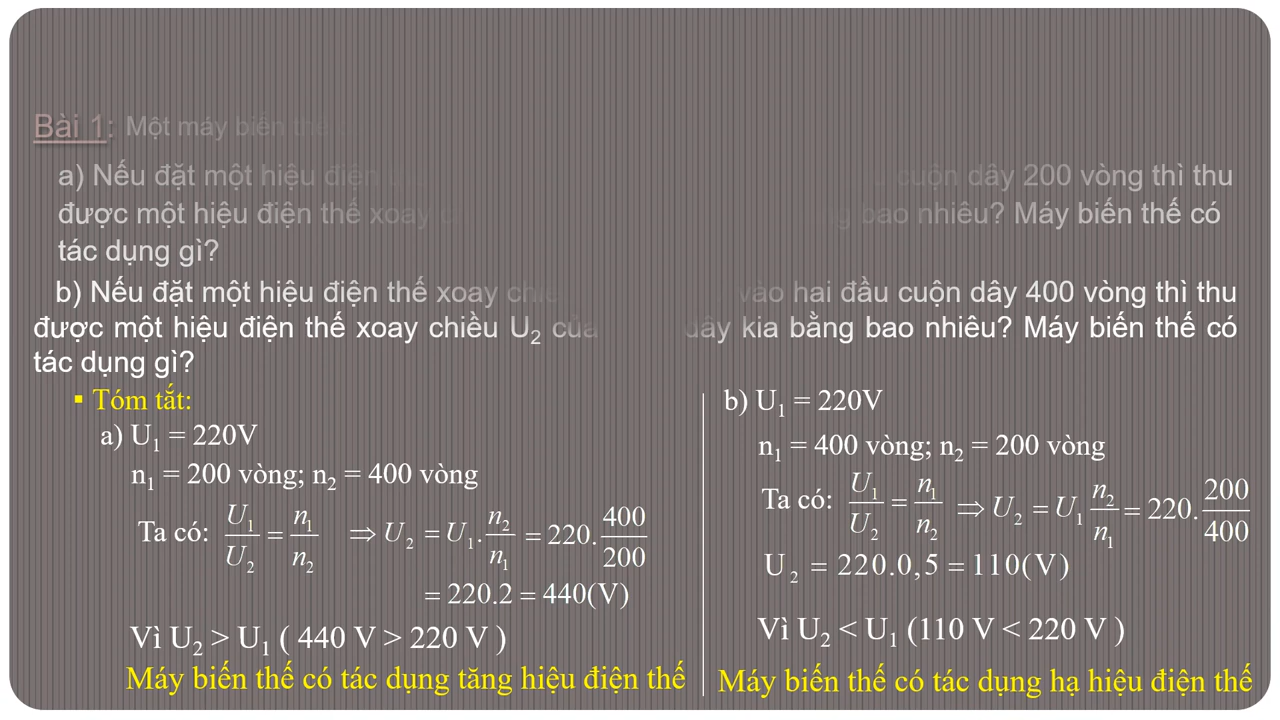 Bài 1: Một máy biến thế
a) Nếu đặt một hiệu điện cuộn dây 200 vòng thì thu
được một hiệu điện thế xoay bao nhiêu? Máy biến thế có
tác dụng gì?
b) Nếu đặt một hiệu điện thế xoay vào hai đầu cuộn dây 400 vòng thì thu
được một hiệu điện thế xoay chiều U₂ của dây kia bằng bao nhiêu? Máy biến thế có
tác dụng gì?
▪ Tóm tắt:
a) U₁ = 220V
n₁ = 200 vòng; n₂ = 400 vòng
Ta có: U₁/U₂ = n₁/n₂ ⇒ U₂ = U₁.n₂/n₁ = 220.400/200
= 220.2 = 440(V)
Vì U₂ > U₁ ( 440 V > 220 V )
Máy biến thế có tác dụng tăng hiệu điện thế
b) U₁ = 220V
n₁ = 400 vòng; n₂ = 200 vòng
Ta có: U₁/U₂ = n₁/n₂ ⇒ U₂ = U₁ n₂/n₁ = 220.200/400
U₂ = 220.0,5 = 110(V)
Vì U₂ < U₁ (110 V < 220 V )
Máy biến thế có tác dụng hạ hiệu điện thế